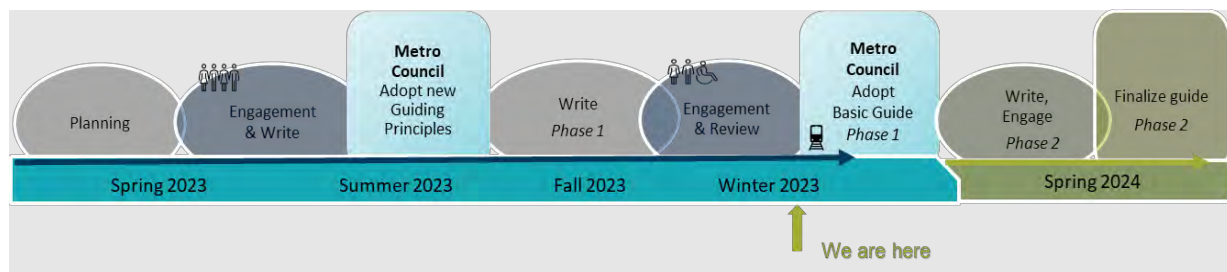 Planning
Engagement
& Write
Metro
Council
Adopt new
Guiding
Principles
Write
Phase 1
Engagement
& Review
Metro
Council
Adopt
Basic Guide
Phase 1
Write,
Engage
Phase 2
Finalize guide
Phase 2
Spring 2023
Summer 2023
Fall 2023
Winter 2023
Spring 2024
We are here